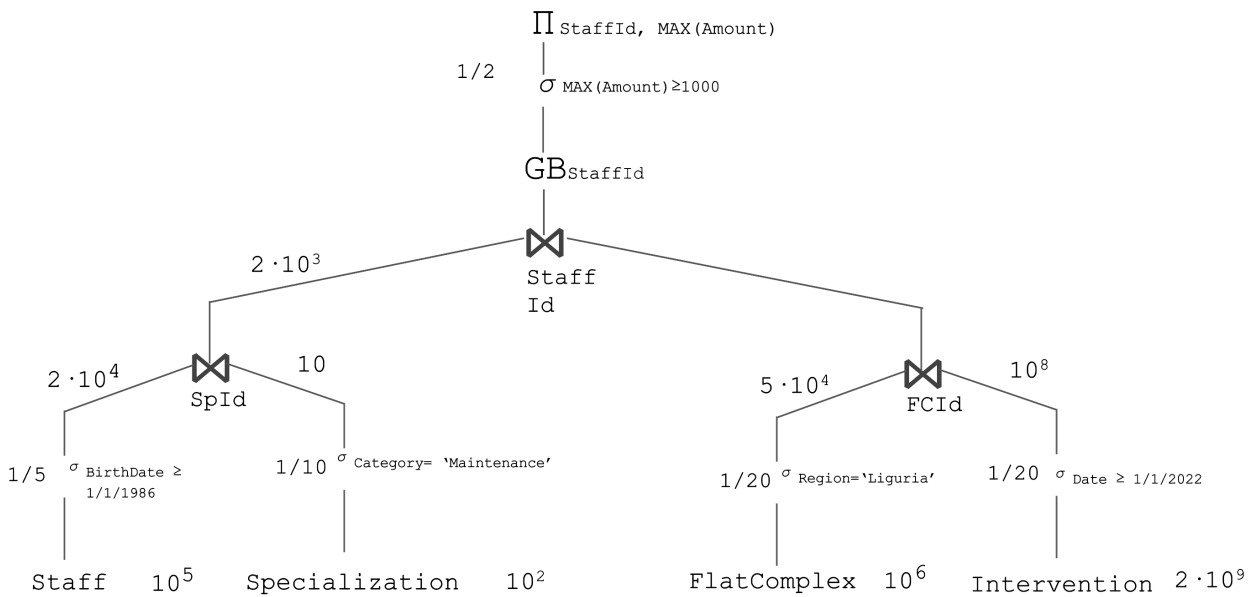 Π StaffId, MAX(Amount)
1/2
σ MAX(Amount)≥1000
GB StaffId
2·10³
Staff
Id
2·10⁴
10
SpId
5·10⁴
10⁸
FCId
1/5 σ BirthDate ≥
1/1/1986
1/10 σ Category= ‘Maintenance’
1/20 σ Region=‘Liguria’
1/20 σ Date ≥ 1/1/2022
Staff 10⁵
Specialization 10²
FlatComplex 10⁶
Intervention 2·10⁹